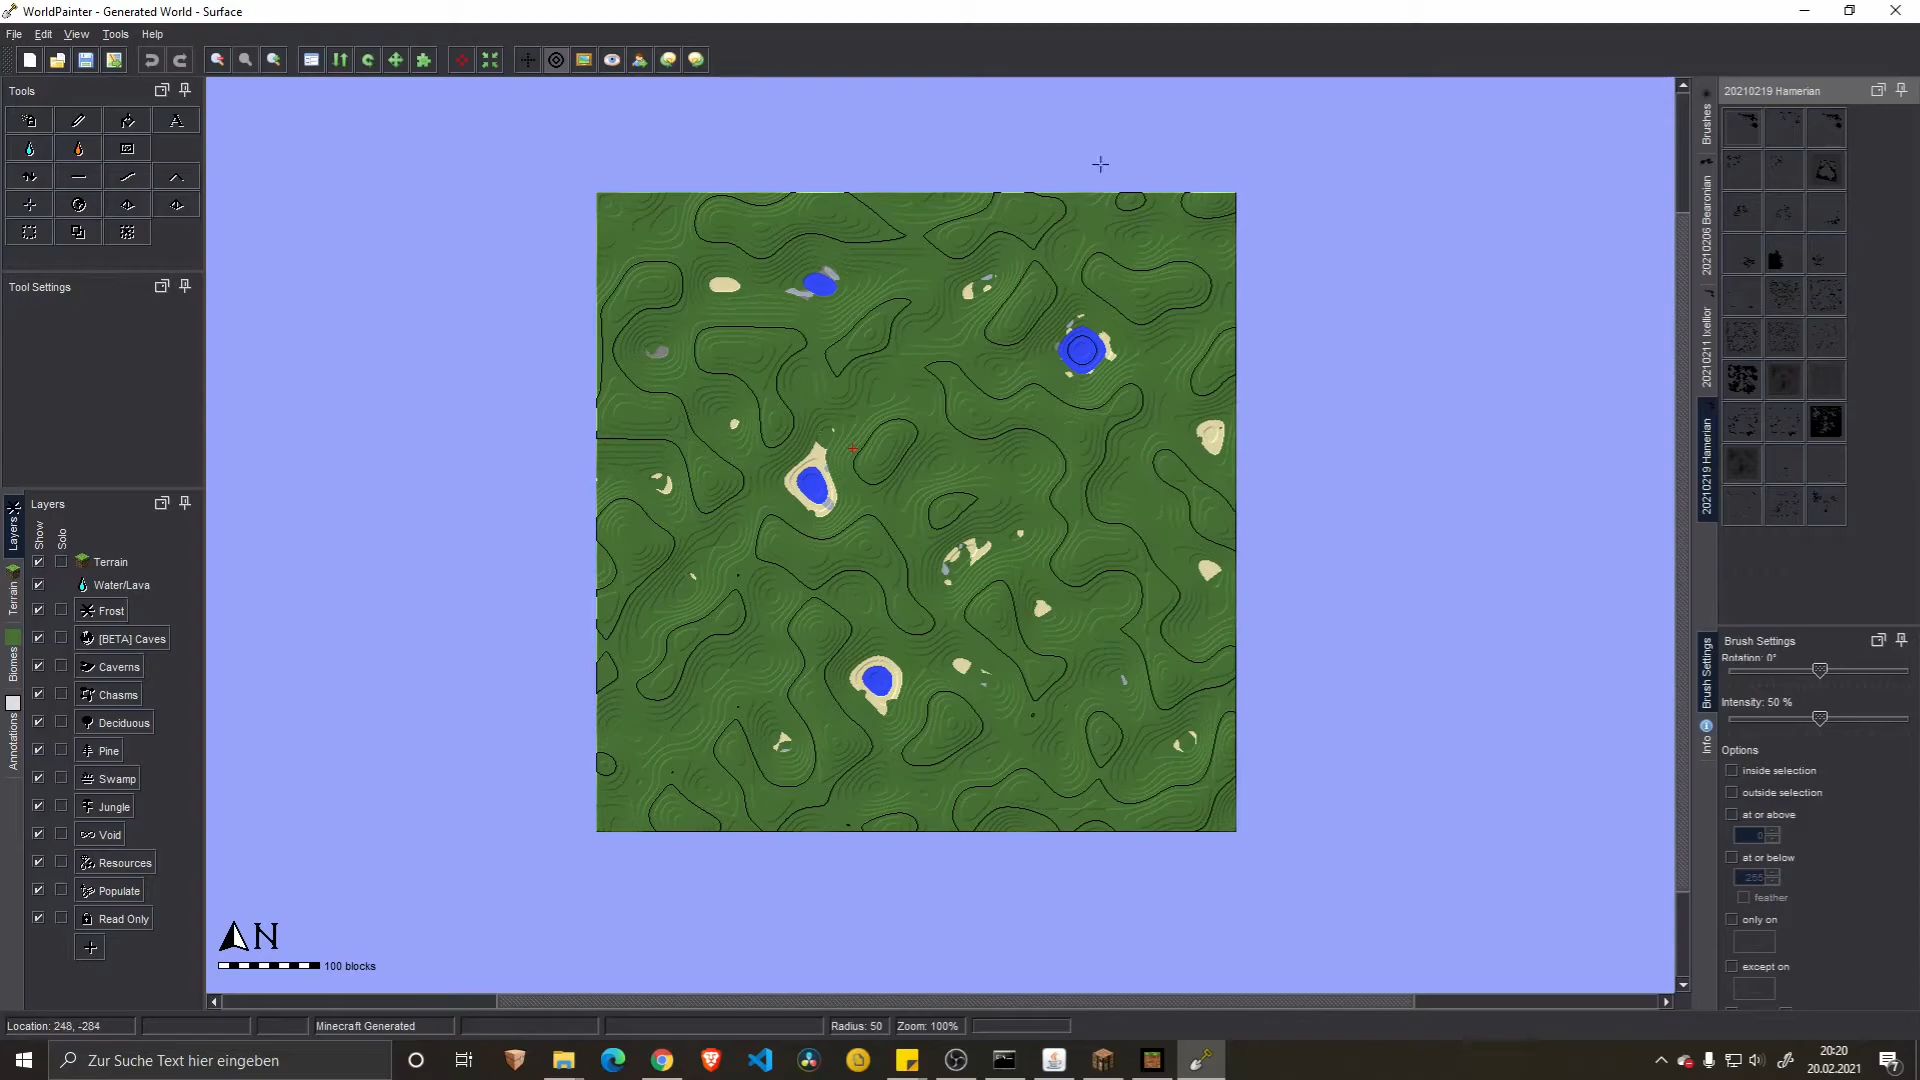 WorldPainter - Generated World - Surface
File Edit View Tools Help
Tools
Tool Settings
Layers
Show
Solo
Terrain
Water/Lava
Frost
[BETA] Caves
Caverns
Chasms
Deciduous
Pine
Swamp
Jungle
Void
Resources
Populate
Read Only
Layers
Terrain
Biomes
Annotations
N
100 blocks
Brushes
20210206 Bearonian
20210211 Ixellior
20210219 Hamerian
20210219 Hamerian
Brush Settings
Info
Brush Settings
Rotation: 0°
Intensity: 50 %
Options
inside selection
outside selection
at or above
0
at or below
255
feather
only on
except on
Location: 248, -284
Minecraft Generated
Radius: 50
Zoom: 100%
Zur Suche Text hier eingeben
20:20
20.02.2021
7